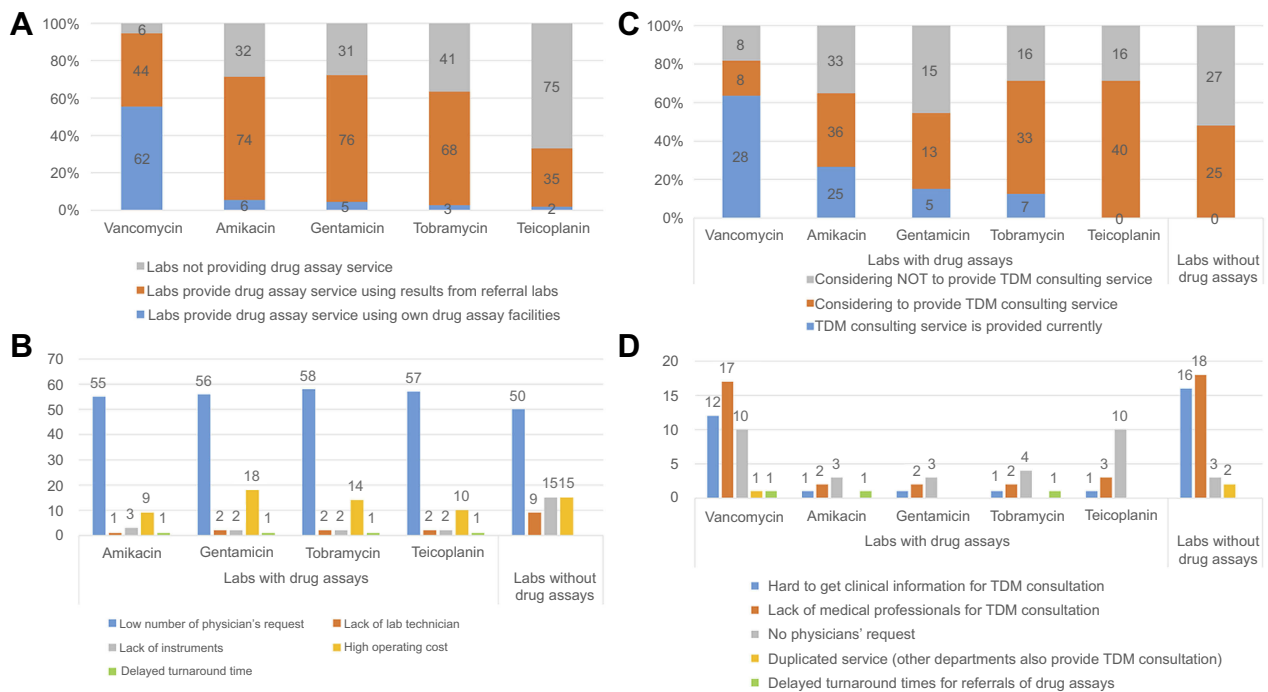 A
100%
80%
60%
40%
20%
0%
6 32 31 41 75
44 74 76 68 35
62 6 5 3 2
Vancomycin Amikacin Gentamicin Tobramycin Teicoplanin
Labs not providing drug assay service
Labs provide drug assay service using results from referral labs
Labs provide drug assay service using own drug assay facilities
B
70
60
50
40
30
20
10
0
55 1 3 9 1
56 2 2 18 1
58 2 2 14 1
57 2 2 10 1
50 9 15 15
Amikacin Gentamicin Tobramycin Teicoplanin
Labs with drug assays
Labs without
drug assays
Low number of physician's request Lack of lab technician
Lack of instruments High operating cost
Delayed turnaround time
C
100%
80%
60%
40%
20%
0%
8 33 15 16 16 27
8 36 13 33 40 25
28 25 5 7 0 0
Vancomycin Amikacin Gentamicin Tobramycin Teicoplanin
Labs with drug assays
Labs without
drug assays
Considering NOT to provide TDM consulting service
Considering to provide TDM consulting service
TDM consulting service is provided currently
D
20
15
10
5
0
12 17 10 1 1
1 2 3 1
1 2 3
1 2 4 1
1 3 10
16 18 3 2
Vancomycin Amikacin Gentamicin Tobramycin Teicoplanin
Labs with drug assays
Labs without
drug assays
Hard to get clinical information for TDM consultation
Lack of medical professionals for TDM consultation
No physicians' request
Duplicated service (other departments also provide TDM consultation)
Delayed turnaround times for referrals of drug assays